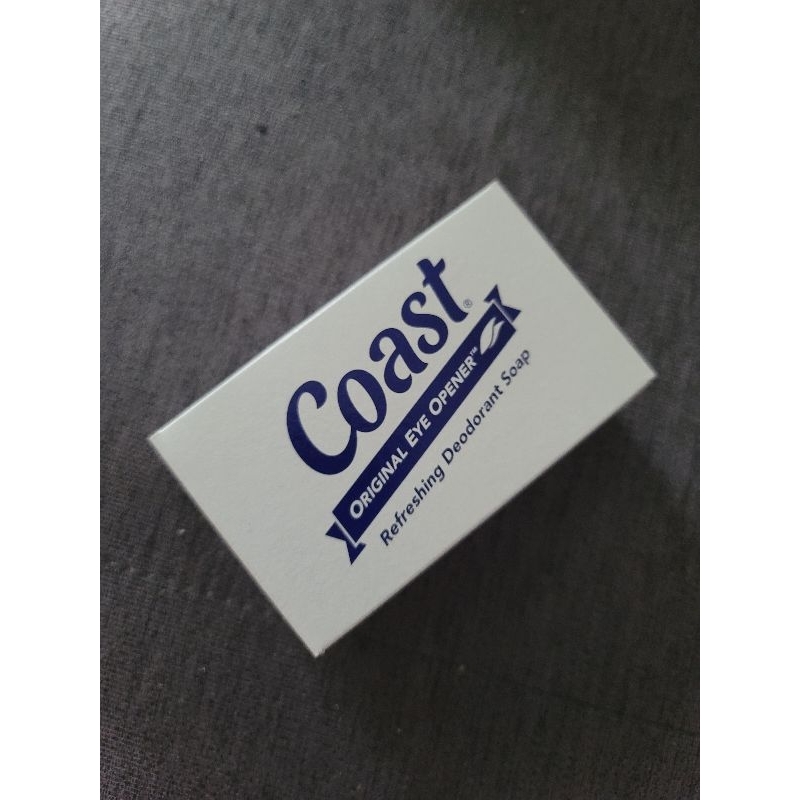 Coast®
ORIGINAL EYE OPENER™
Refreshing Deodorant Soap